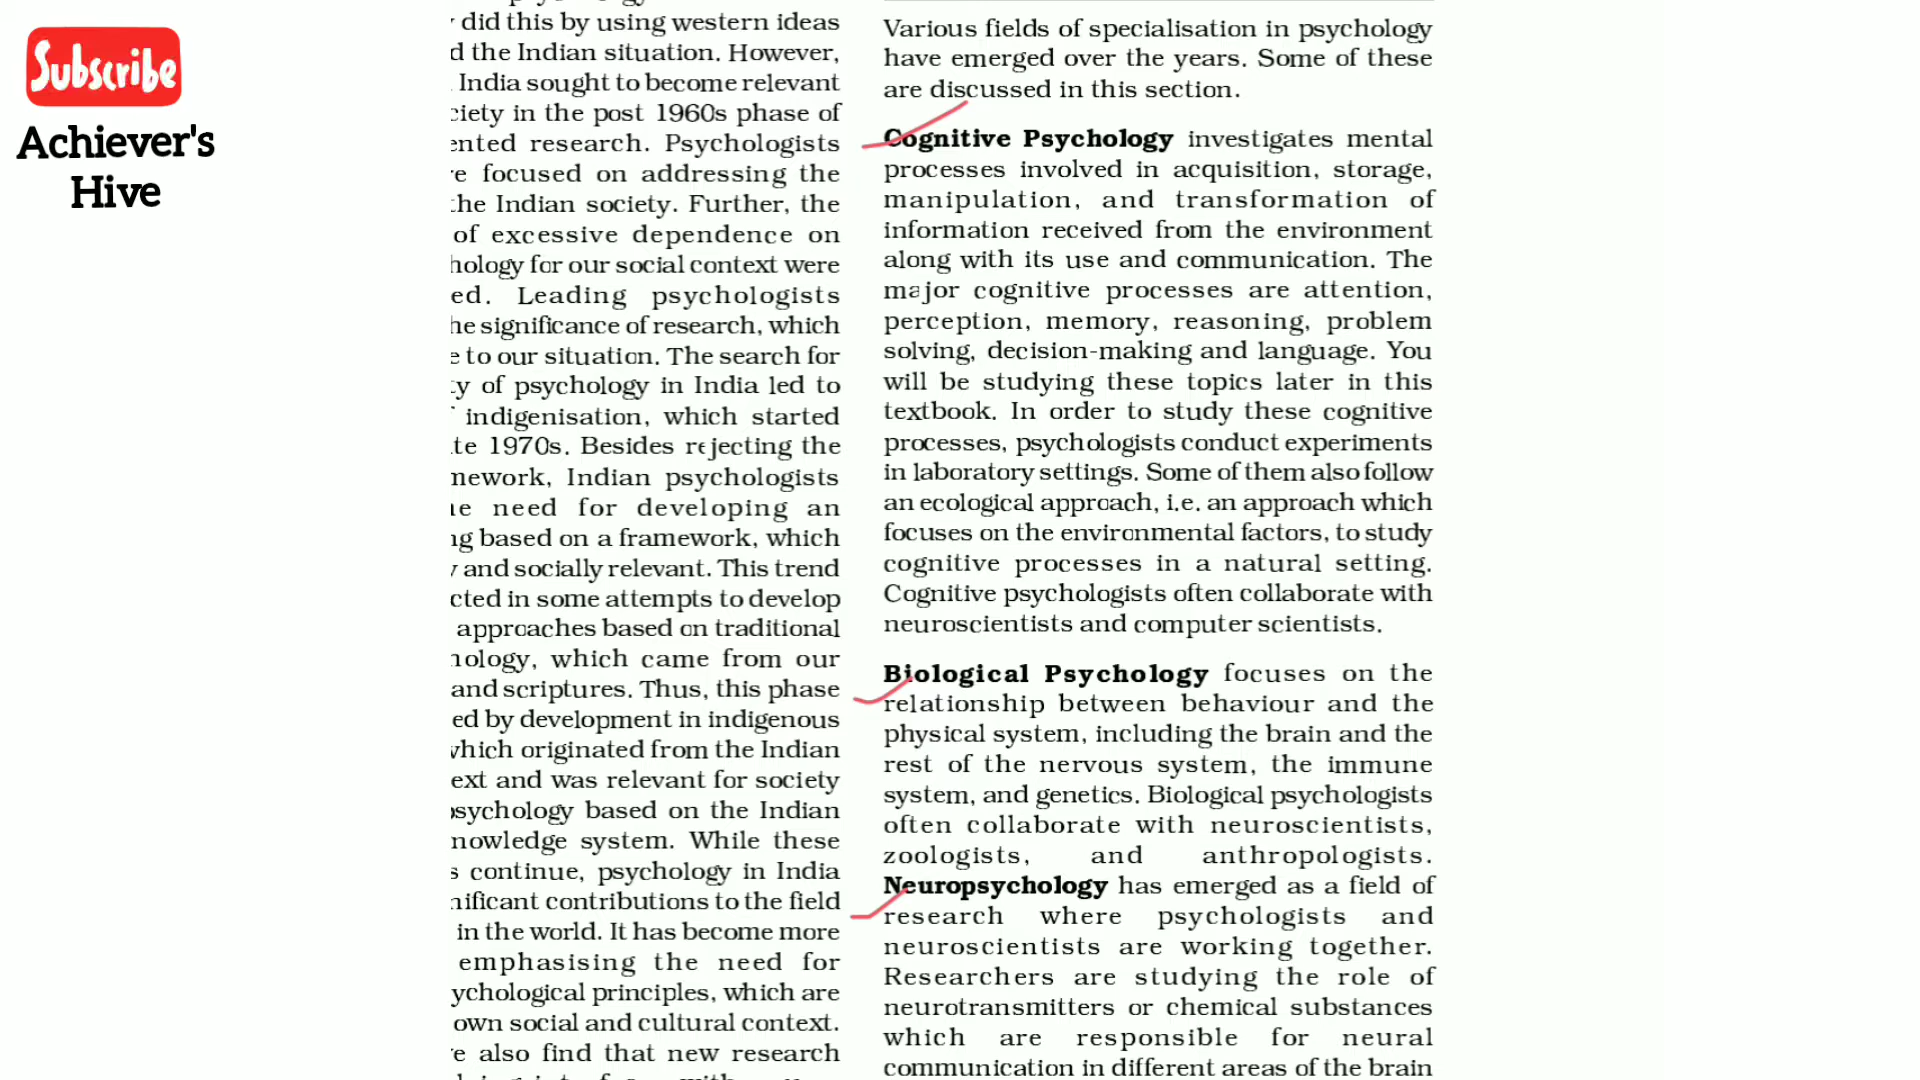 Subscribe
Achiever's
Hive
did this by using western ideas
the Indian situation. However,
India sought to become relevant
in the post 1960s phase of
research. Psychologists
focused on addressing the
the Indian society. Further, the
of excessive dependence on
for our social context were
Leading psychologists
significance of research, which
to our situation. The search for
of psychology in India led to
indigenisation, which started
1970s. Besides rejecting the
Indian psychologists
need for developing an
based on a framework, which
and socially relevant. This trend
in some attempts to develop
approaches based on traditional
which came from our
and scriptures. Thus, this phase
by development in indigenous
which originated from the Indian
and was relevant for society
psychology based on the Indian
knowledge system. While these
continue, psychology in India
contributions to the field
in the world. It has become more
emphasising the need for
principles, which are
own social and cultural context.
also find that new research
Various fields of specialisation in psychology
have emerged over the years. Some of these
are discussed in this section.
Cognitive Psychology investigates mental
processes involved in acquisition, storage,
manipulation, and transformation of
information received from the environment
along with its use and communication. The
major cognitive processes are attention,
perception, memory, reasoning, problem
solving, decision-making and language. You
will be studying these topics later in this
textbook. In order to study these cognitive
processes, psychologists conduct experiments
in laboratory settings. Some of them also follow
an ecological approach, i.e. an approach which
focuses on the environmental factors, to study
cognitive processes in a natural setting.
Cognitive psychologists often collaborate with
neuroscientists and computer scientists.
Biological Psychology focuses on the
relationship between behaviour and the
physical system, including the brain and the
rest of the nervous system, the immune
system, and genetics. Biological psychologists
often collaborate with neuroscientists,
zoologists, and anthropologists.
Neuropsychology has emerged as a field of
research where psychologists and
neuroscientists are working together.
Researchers are studying the role of
neurotransmitters or chemical substances
which are responsible for neural
communication in different areas of the brain